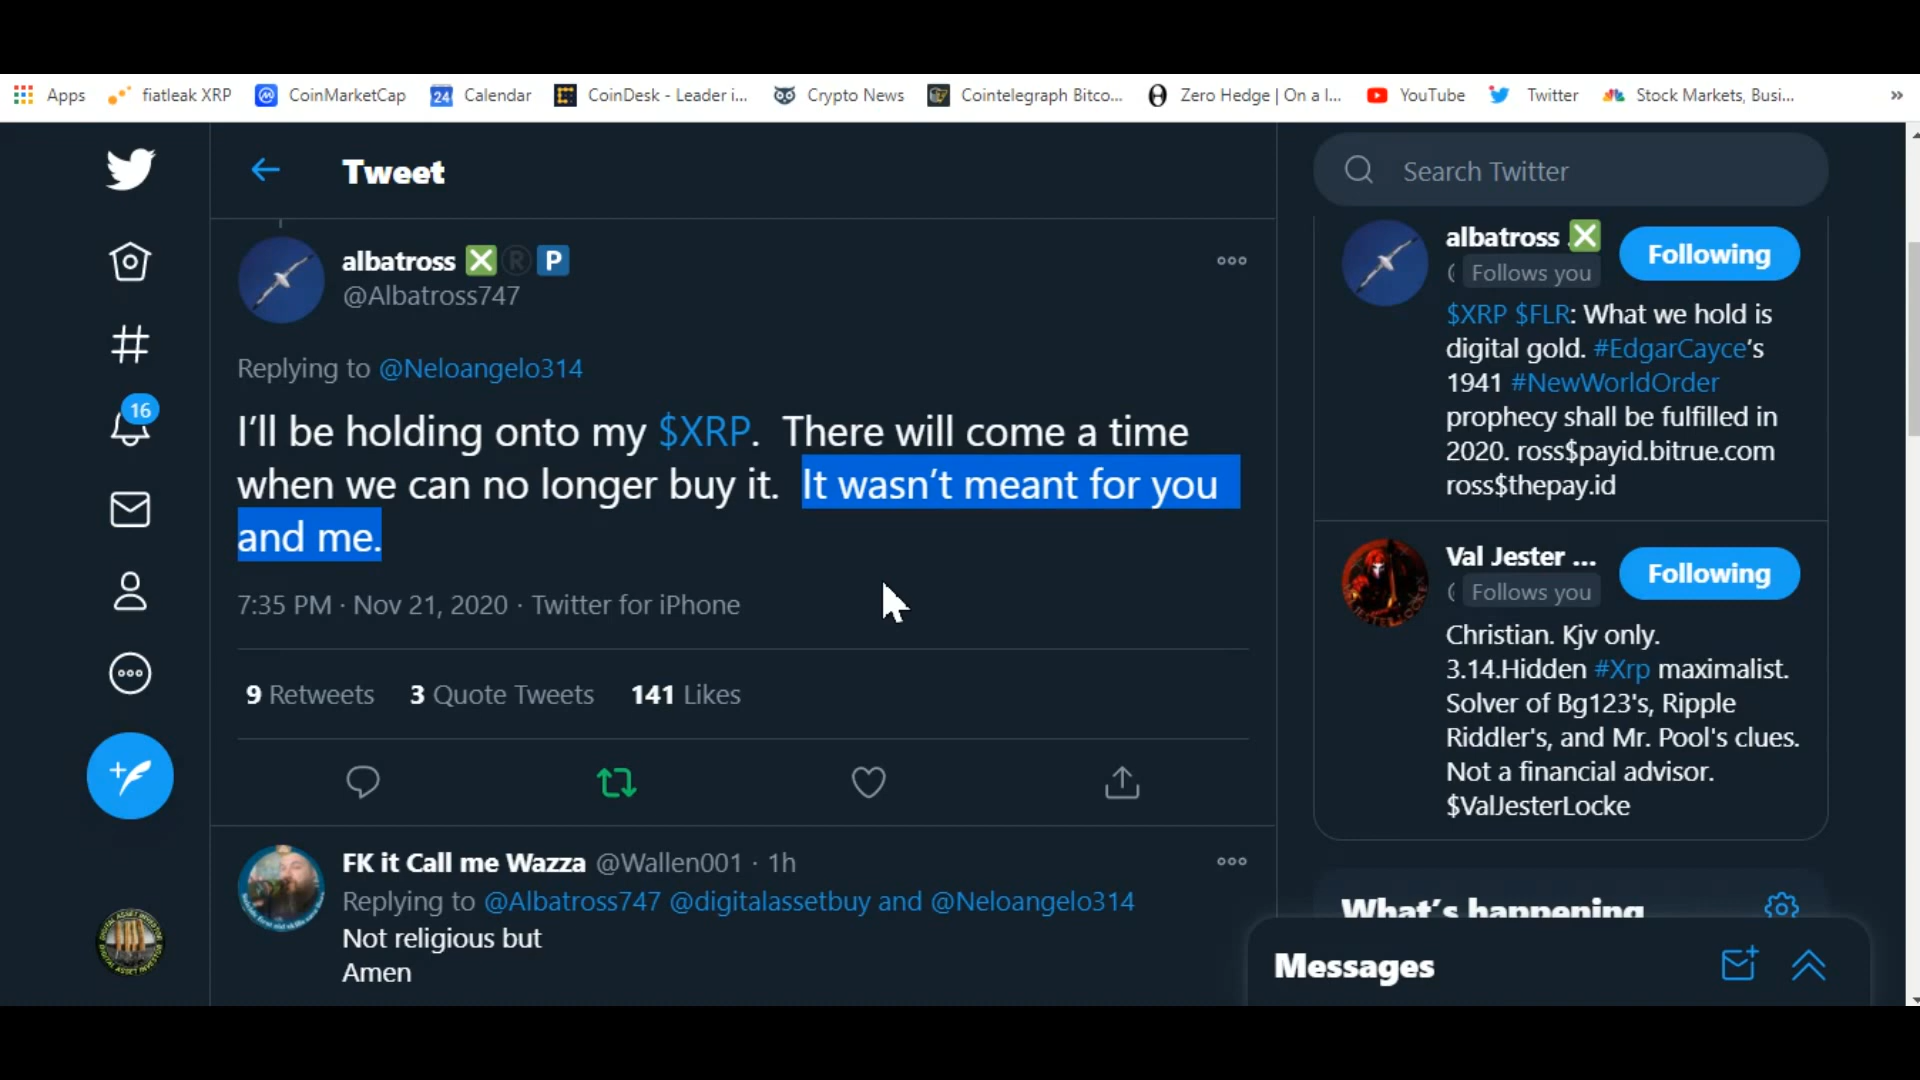 Apps fiatleak XRP CoinMarketCap 24 Calendar CoinDesk - Leader i... Crypto News Cointelegraph Bitco... Zero Hedge | On a l... YouTube Twitter Stock Markets, Busi... »
Tweet
Search Twitter
albatross ❎ ® 🅿
@Albatross747
Replying to @Neloangelo314
I’ll be holding onto my $XRP. There will come a time
when we can no longer buy it. It wasn’t meant for you
and me.
7:35 PM · Nov 21, 2020 · Twitter for iPhone
9 Retweets 3 Quote Tweets 141 Likes
FK it Call me Wazza @Wallen001 · 1h
Replying to @Albatross747 @digitalassetbuy and @Neloangelo314
Not religious but
Amen
16
albatross ❎
Follows you
Following
$XRP $FLR: What we hold is
digital gold. #EdgarCayce’s
1941 #NewWorldOrder
prophecy shall be fulfilled in
2020. ross$payid.bitrue.com
ross$thepay.id
Val Jester ...
Follows you
Following
Christian. Kjv only.
3.14.Hidden #Xrp maximalist.
Solver of Bg123's, Ripple
Riddler's, and Mr. Pool's clues.
Not a financial advisor.
$ValJesterLocke
What’s happening
Messages